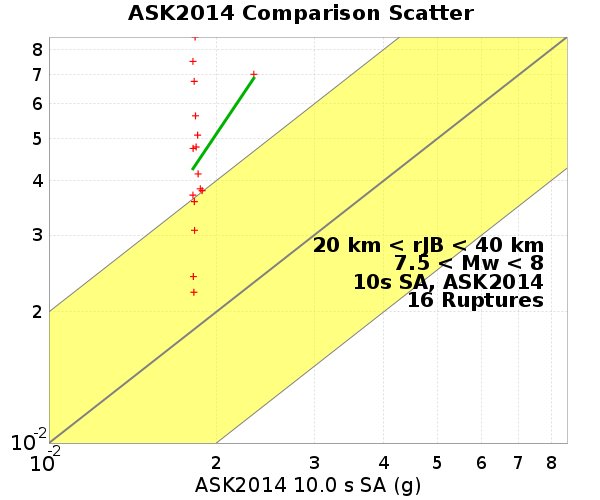 ASK2014 Comparison Scatter
8
7
6
5
4
3
2
10-2
20 km < rJB < 40 km
7.5 < Mw < 8
10s SA, ASK2014
16 Ruptures
10-2 2 3 4 5 6 7 8
ASK2014 10.0 s SA (g)